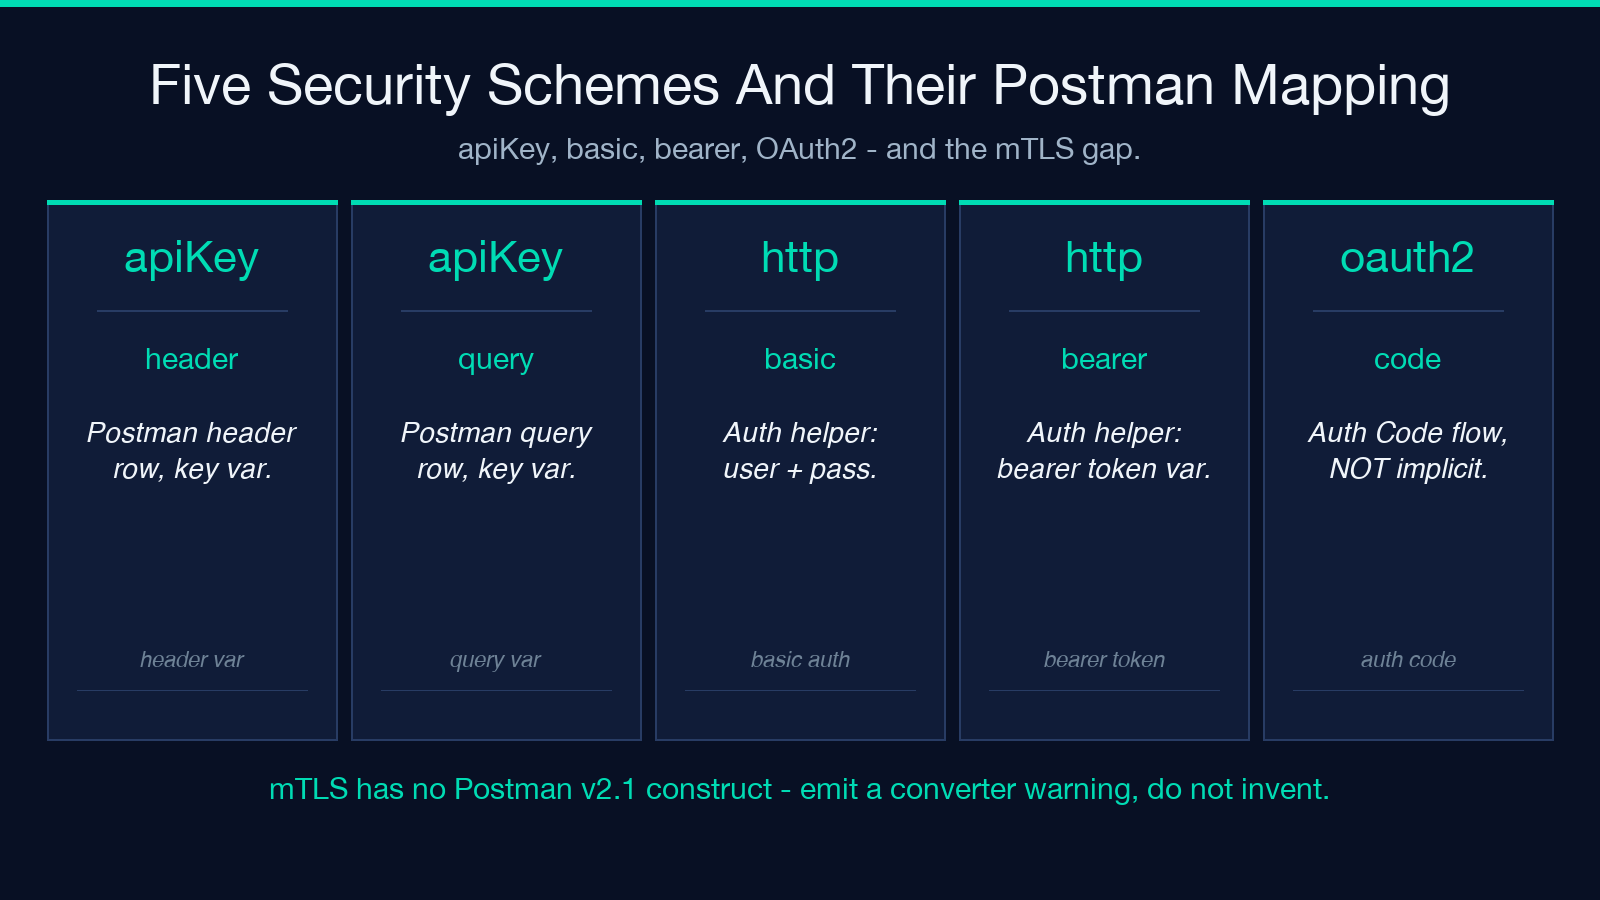 Five Security Schemes And Their Postman Mapping
apiKey, basic, bearer, OAuth2 - and the mTLS gap.
apiKey
header
Postman header
row, key var.
header var
apiKey
query
Postman query
row, key var.
query var
http
basic
Auth helper:
user + pass.
basic auth
http
bearer
Auth helper:
bearer token var.
bearer token
oauth2
code
Auth Code flow,
NOT implicit.
auth code
mTLS has no Postman v2.1 construct - emit a converter warning, do not invent.